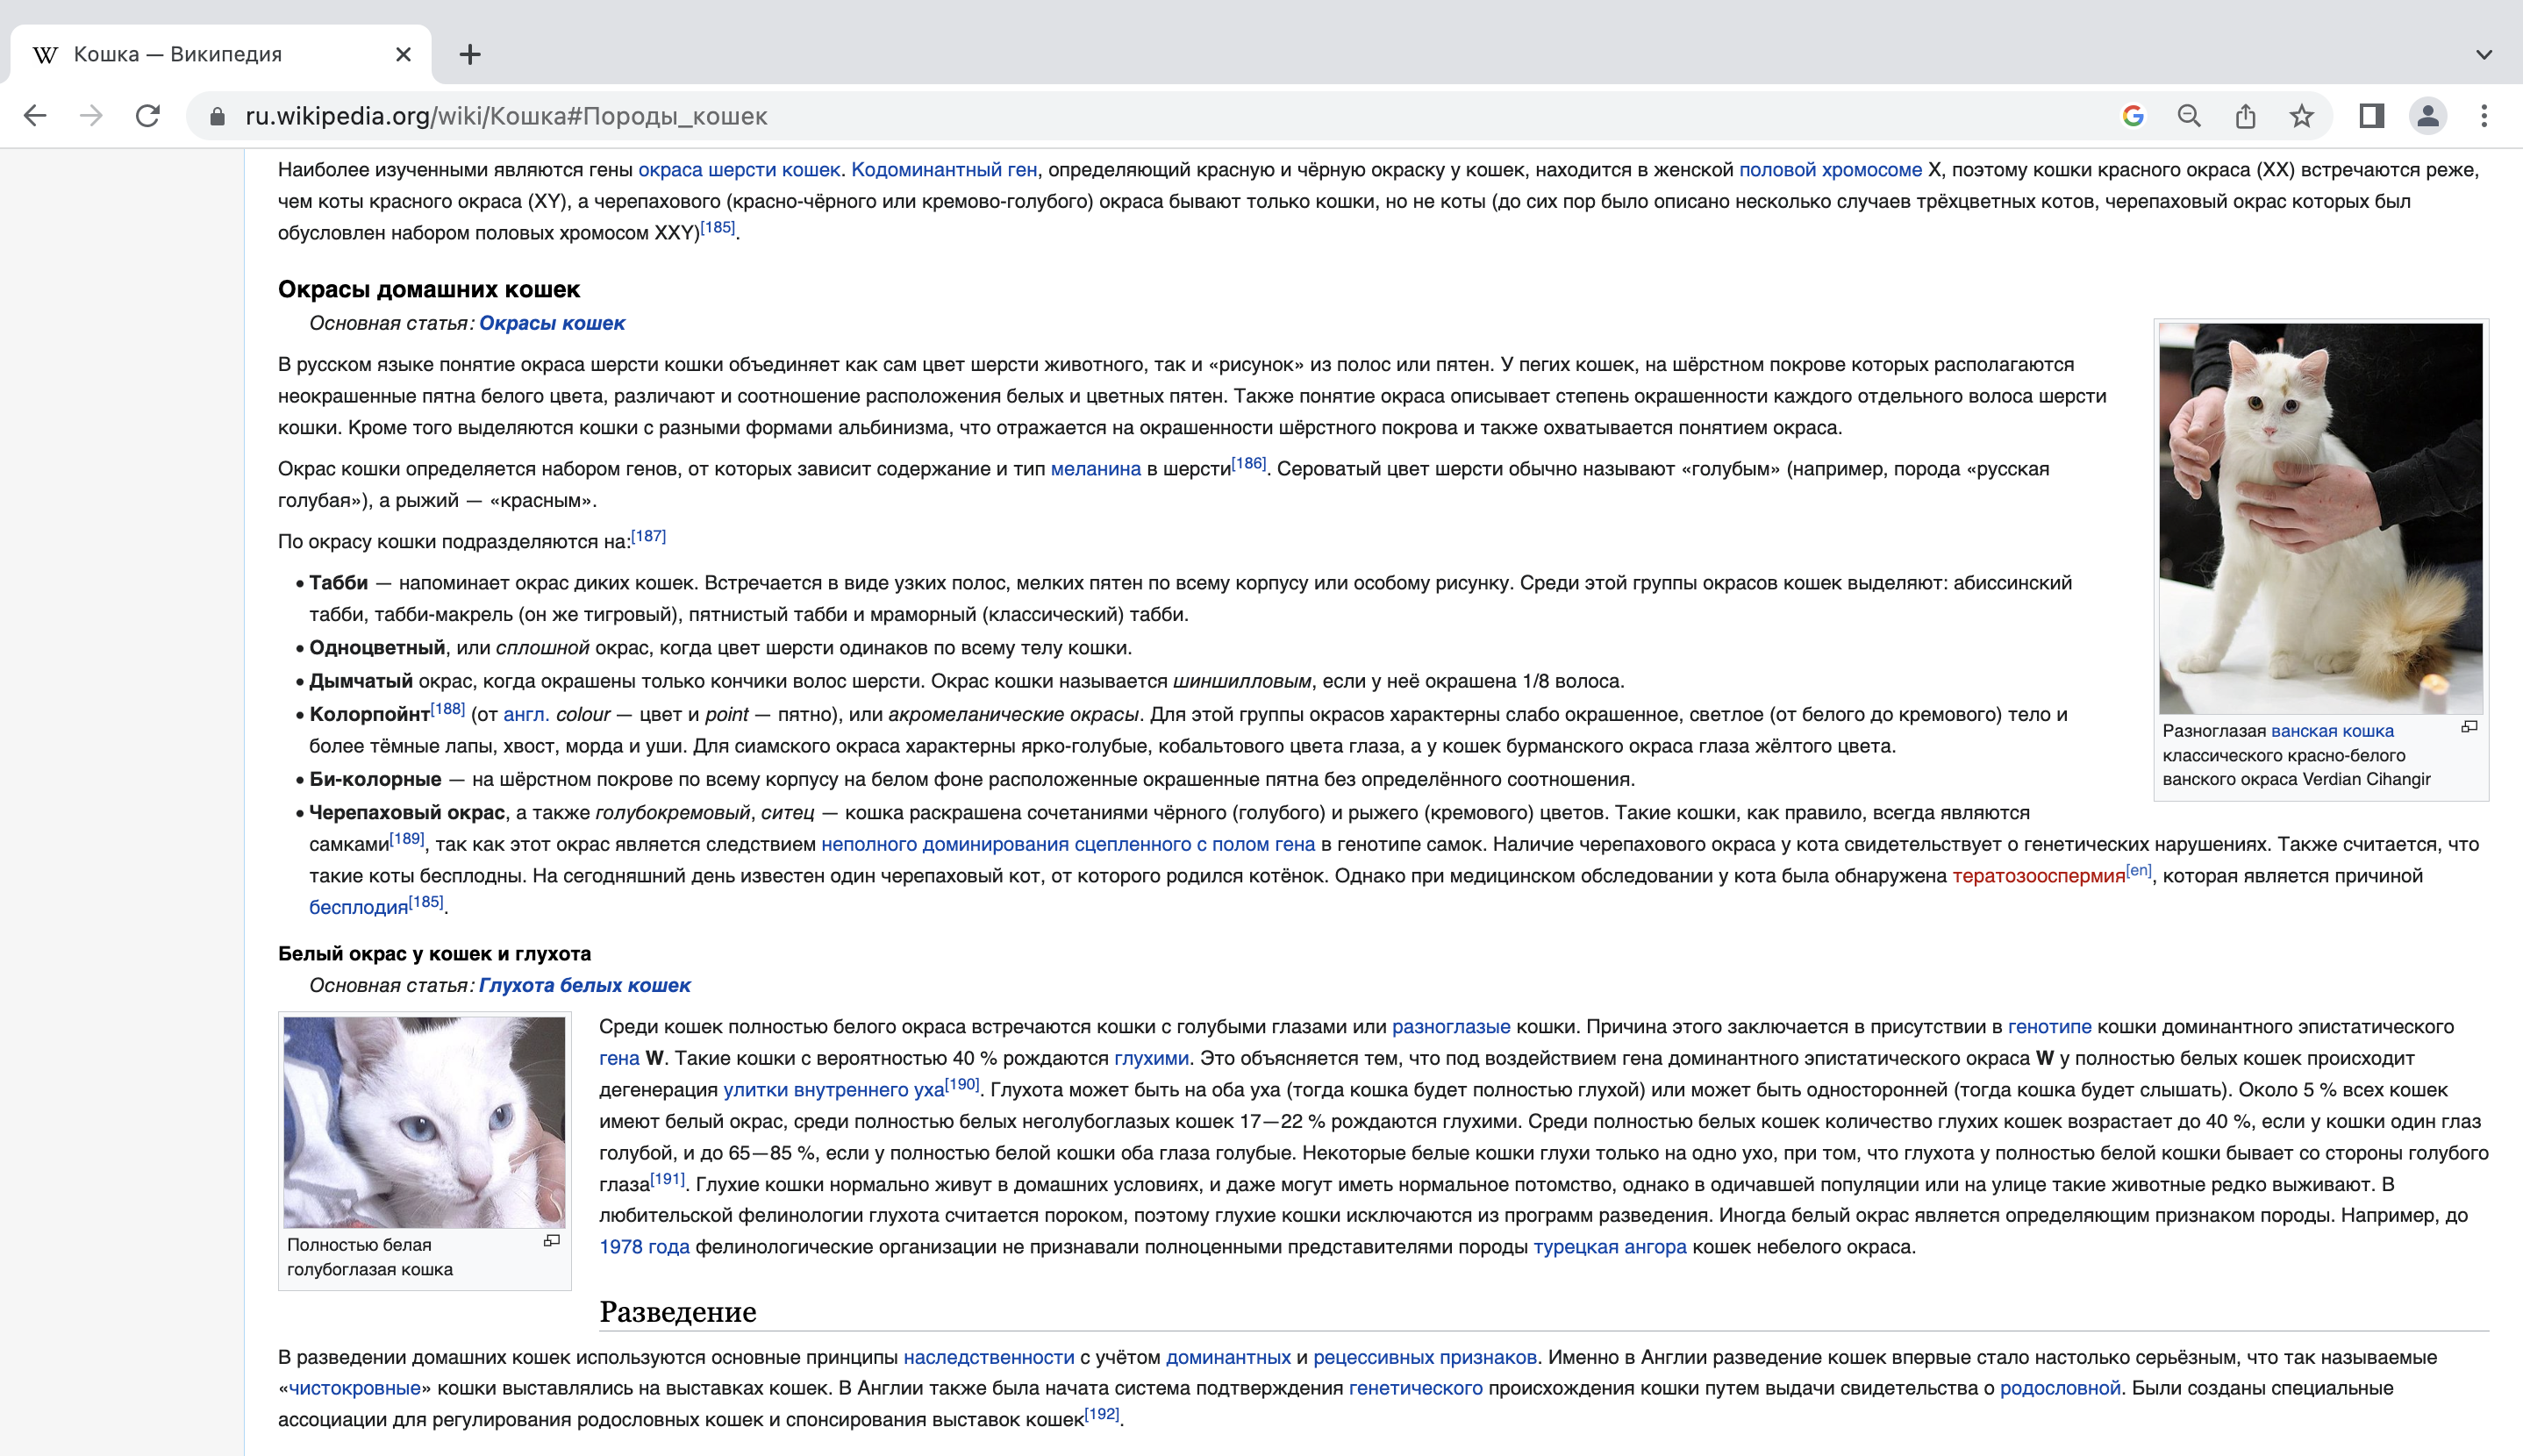 Кошка — Википедия
ru.wikipedia.org/wiki/Кошка#Породы_кошек
Наиболее изученными являются гены окраса шерсти кошек. Кодоминантный ген, определяющий красную и чёрную окраску у кошек, находится в женской половой хромосоме X, поэтому кошки красного окраса (XX) встречаются реже,
чем коты красного окраса (XY), а черепахового (красно-чёрного или кремово-голубого) окраса бывают только кошки, но не коты (до сих пор было описано несколько случаев трёхцветных котов, черепаховый окрас которых был
обусловлен набором половых хромосом XXY)[185].
Окрасы домашних кошек
Основная статья: Окрасы кошек
В русском языке понятие окраса шерсти кошки объединяет как сам цвет шерсти животного, так и «рисунок» из полос или пятен. У пегих кошек, на шёрстном покрове которых располагаются
неокрашенные пятна белого цвета, различают и соотношение расположения белых и цветных пятен. Также понятие окраса описывает степень окрашенности каждого отдельного волоса шерсти
кошки. Кроме того выделяются кошки с разными формами альбинизма, что отражается на окрашенности шёрстного покрова и также охватывается понятием окраса.
Окрас кошки определяется набором генов, от которых зависит содержание и тип меланина в шерсти[186]. Сероватый цвет шерсти обычно называют «голубым» (например, порода «русская
голубая»), а рыжий — «красным».
По окрасу кошки подразделяются на:[187]
• Табби — напоминает окрас диких кошек. Встречается в виде узких полос, мелких пятен по всему корпусу или особому рисунку. Среди этой группы окрасов кошек выделяют: абиссинский
табби, табби-макрель (он же тигровый), пятнистый табби и мраморный (классический) табби.
• Одноцветный, или сплошной окрас, когда цвет шерсти одинаков по всему телу кошки.
• Дымчатый окрас, когда окрашены только кончики волос шерсти. Окрас кошки называется шиншилловым, если у неё окрашена 1/8 волоса.
• Колорпойнт[188] (от англ. colour — цвет и point — пятно), или акромеланические окрасы. Для этой группы окрасов характерны слабо окрашенное, светлое (от белого до кремового) тело и
более тёмные лапы, хвост, морда и уши. Для сиамского окраса характерны ярко-голубые, кобальтового цвета глаза, а у кошек бурманского окраса глаза жёлтого цвета.
• Би-колорные — на шёрстном покрове по всему корпусу на белом фоне расположенные окрашенные пятна без определённого соотношения.
• Черепаховый окрас, а также голубокремовый, ситец — кошка раскрашена сочетаниями чёрного (голубого) и рыжего (кремового) цветов. Такие кошки, как правило, всегда являются
самками[189], так как этот окрас является следствием неполного доминирования сцепленного с полом гена в генотипе самок. Наличие черепахового окраса у кота свидетельствует о генетических нарушениях. Также считается, что
такие коты бесплодны. На сегодняшний день известен один черепаховый кот, от которого родился котёнок. Однако при медицинском обследовании у кота была обнаружена тератозооспермия[en], которая является причиной
бесплодия[185].
Разноглазая ванская кошка
классического красно-белого
ванского окраса Verdian Cihangir
Белый окрас у кошек и глухота
Основная статья: Глухота белых кошек
Полностью белая
голубоглазая кошка
Среди кошек полностью белого окраса встречаются кошки с голубыми глазами или разноглазые кошки. Причина этого заключается в присутствии в генотипе кошки доминантного эпистатического
гена W. Такие кошки с вероятностью 40 % рождаются глухими. Это объясняется тем, что под воздействием гена доминантного эпистатического окраса W у полностью белых кошек происходит
дегенерация улитки внутреннего уха[190]. Глухота может быть на оба уха (тогда кошка будет полностью глухой) или может быть односторонней (тогда кошка будет слышать). Около 5 % всех кошек
имеют белый окрас, среди полностью белых неголубоглазых кошек 17—22 % рождаются глухими. Среди полностью белых кошек количество глухих кошек возрастает до 40 %, если у кошки один глаз
голубой, и до 65—85 %, если у полностью белой кошки оба глаза голубые. Некоторые белые кошки глухи только на одно ухо, при том, что глухота у полностью белой кошки бывает со стороны голубого
глаза[191]. Глухие кошки нормально живут в домашних условиях, и даже могут иметь нормальное потомство, однако в одичавшей популяции или на улице такие животные редко выживают. В
любительской фелинологии глухота считается пороком, поэтому глухие кошки исключаются из программ разведения. Иногда белый окрас является определяющим признаком породы. Например, до
1978 года фелинологические организации не признавали полноценными представителями породы турецкая ангора кошек небелого окраса.
Разведение
В разведении домашних кошек используются основные принципы наследственности с учётом доминантных и рецессивных признаков. Именно в Англии разведение кошек впервые стало настолько серьёзным, что так называемые
«чистокровные» кошки выставлялись на выставках кошек. В Англии также была начата система подтверждения генетического происхождения кошки путем выдачи свидетельства о родословной. Были созданы специальные
ассоциации для регулирования родословных кошек и спонсирования выставок кошек[192].